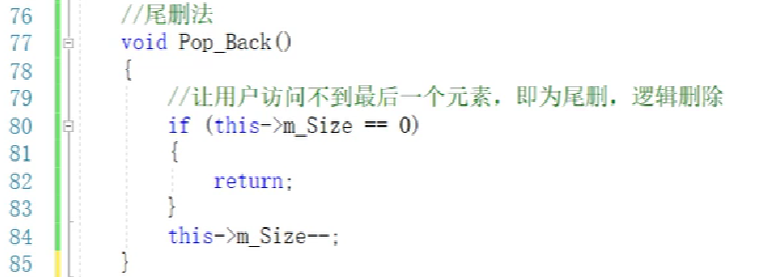 76 //尾删法
77 void Pop_Back()
78 {
79 //让用户访问不到最后一个元素，即为尾删，逻辑删除
80 if (this->m_Size == 0)
81 {
82 return;
83 }
84 this->m_Size--;
85 }